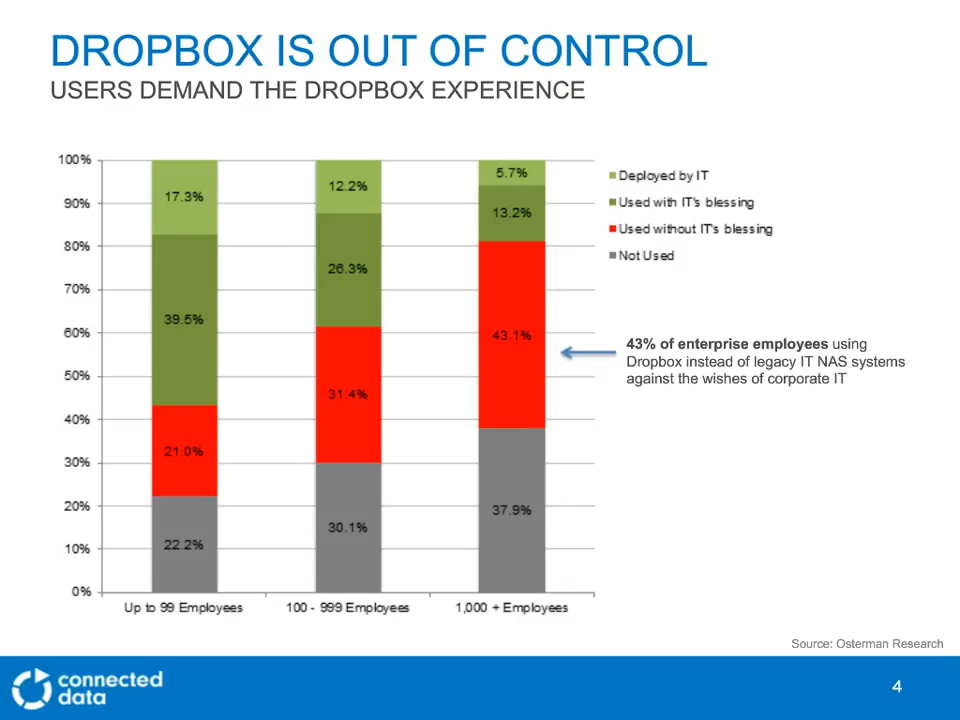 DROPBOX IS OUT OF CONTROL
USERS DEMAND THE DROPBOX EXPERIENCE
100%
90%
80%
70%
60%
50%
40%
30%
20%
10%
0%
17.3%
39.5%
21.0%
22.2%
12.2%
26.3%
31.4%
30.1%
5.7%
13.2%
43.1%
37.9%
Up to 99 Employees
100 - 999 Employees
1,000 + Employees
Deployed by IT
Used with IT's blessing
Used without IT's blessing
Not Used
43% of enterprise employees using
Dropbox instead of legacy IT NAS systems
against the wishes of corporate IT
Source: Osterman Research
connected
data
4